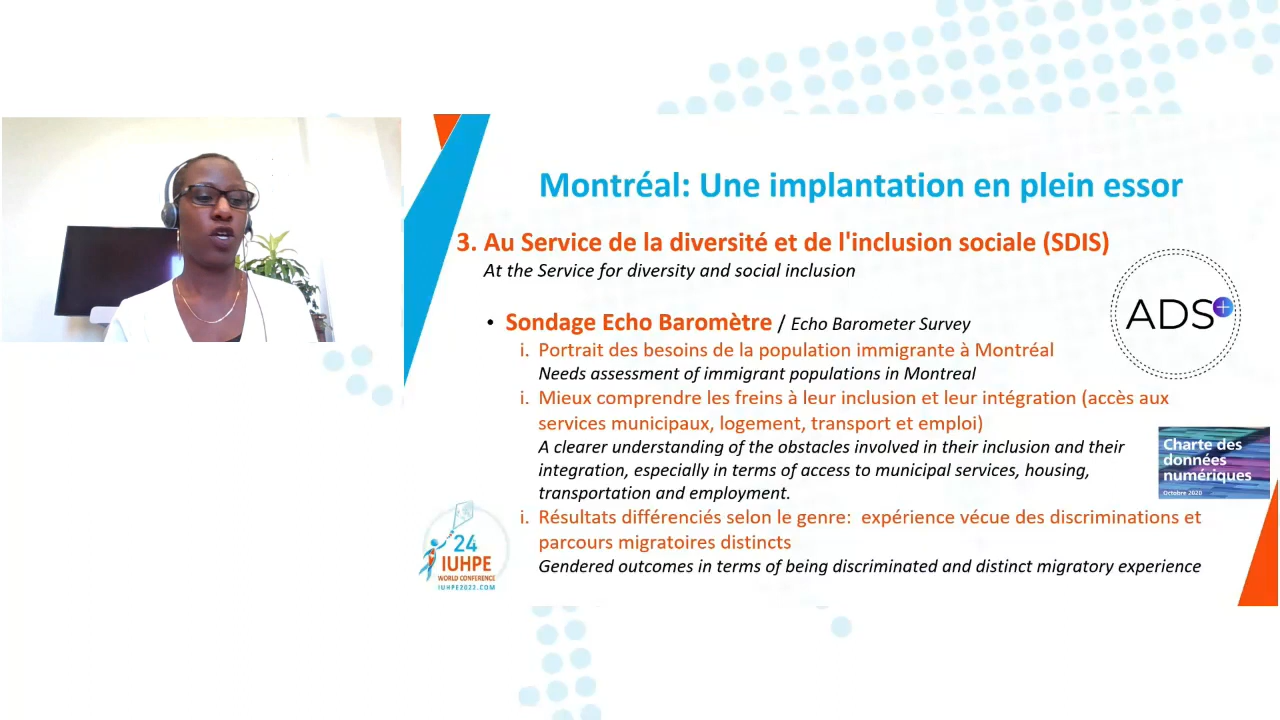 Montréal: Une implantation en plein essor
3. Au Service de la diversité et de l'inclusion sociale (SDIS)
At the Service for diversity and social inclusion
• Sondage Echo Baromètre / Echo Barometer Survey
i. Portrait des besoins de la population immigrante à Montréal
Needs assessment of immigrant populations in Montreal
i. Mieux comprendre les freins à leur inclusion et leur intégration (accès aux
services municipaux, logement, transport et emploi)
A clearer understanding of the obstacles involved in their inclusion and their
integration, especially in terms of access to municipal services, housing,
transportation and employment.
i. Résultats différenciés selon le genre: expérience vécue des discriminations et
parcours migratoires distincts
Gendered outcomes in terms of being discriminated and distinct migratory experience
ADS+
Charte des
données
numériques
Octobre 2020
24
IUHPE
WORLD CONFERENCE
IUHPE2022.COM